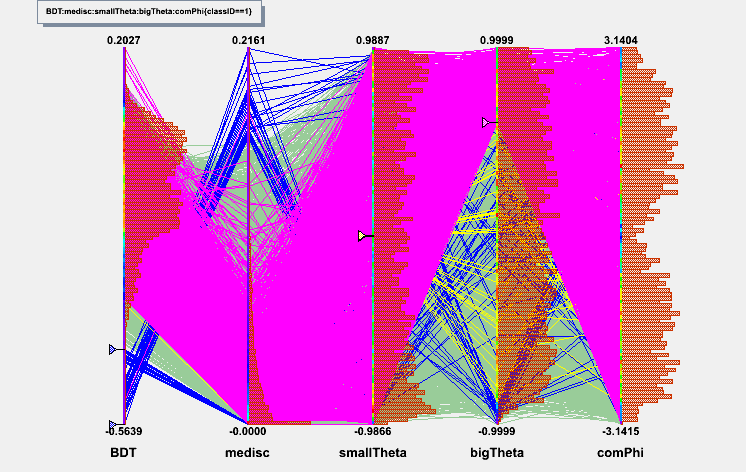 BDT:medisc:smallTheta:bigTheta:comPhi{classID==1}
0.2027 0.2161 0.9887 0.9999 3.1404
-0.5639 -0.0000 -0.9866 -0.9999 -3.1415
BDT medisc smallTheta bigTheta comPhi